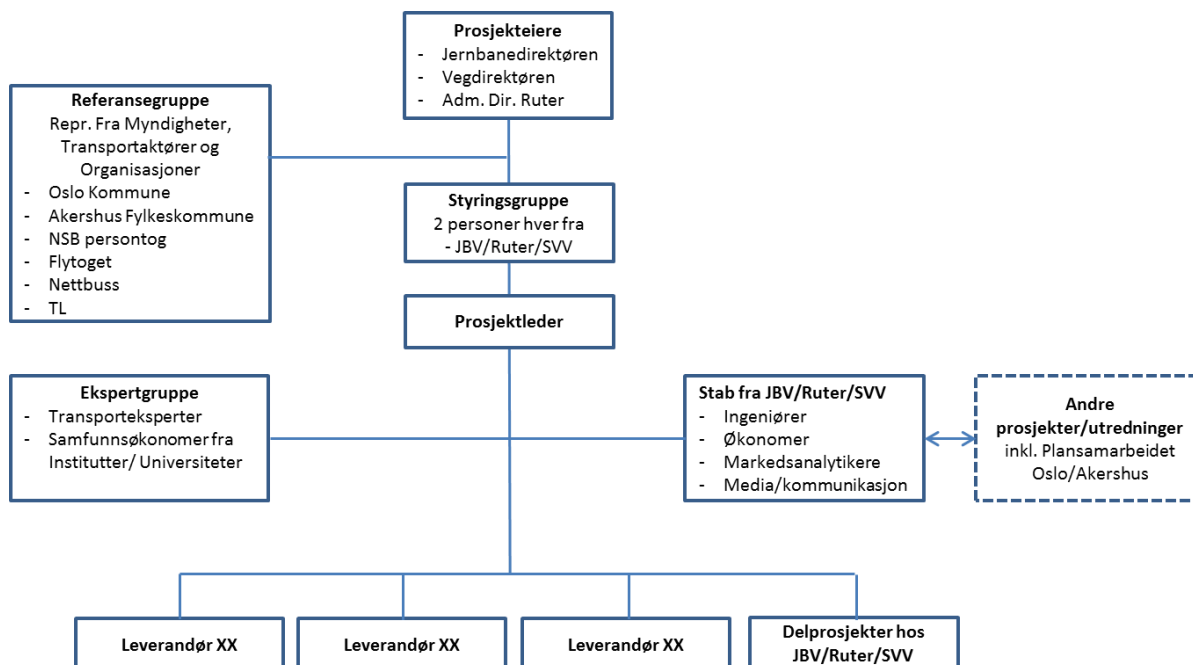 Prosjekteiere
- Jernbanedirektøren
- Vegdirektøren
- Adm. Dir. Ruter
Referansegruppe
Repr. Fra Myndigheter,
Transportaktører og
Organisasjoner
- Oslo Kommune
- Akershus Fylkeskommune
- NSB persontog
- Flytoget
- Nettbuss
- TL
Styringsgruppe
2 personer hver fra
- JBV/Ruter/SVV
Prosjektleder
Ekspertgruppe
- Transporteksperter
- Samfunnsøkonomer fra
Institutter/ Universiteter
Stab fra JBV/Ruter/SVV
- Ingeniører
- Økonomer
- Markedsanalytikere
- Media/kommunikasjon
Andre
prosjekter/utredninger
inkl. Plansamarbeidet
Oslo/Akershus
Leverandør XX
Leverandør XX
Leverandør XX
Delprosjekter hos
JBV/Ruter/SVV